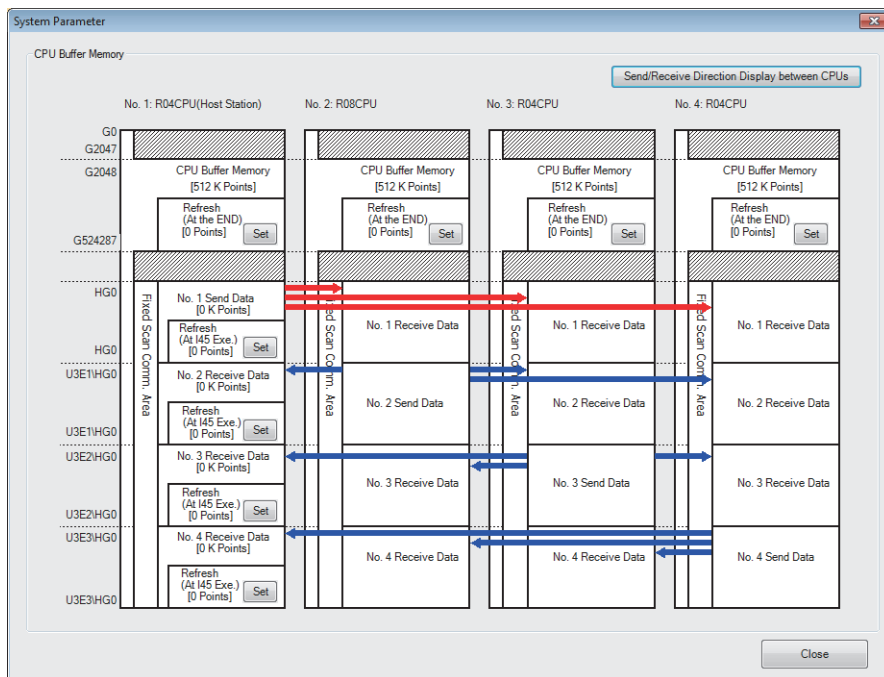 System Parameter
CPU Buffer Memory
Send/Receive Direction Display between CPUs
No. 1: R04CPU(Host Station)
No. 2: R08CPU
No. 3: R04CPU
No. 4: R04CPU
G0
G2047
G2048
G524287
HG0
HG0
U3E1\HG0
U3E1\HG0
U3E2\HG0
U3E2\HG0
U3E3\HG0
U3E3\HG0
CPU Buffer Memory
[512 K Points]
Refresh
(At the END)
[0 Points]
Set
Fixed Scan Comm. Area
No. 1 Send Data
[0 K Points]
Refresh
(At I45 Exe.)
[0 Points]
Set
No. 2 Receive Data
[0 K Points]
Refresh
(At I45 Exe.)
[0 Points]
Set
No. 3 Receive Data
[0 K Points]
Refresh
(At I45 Exe.)
[0 Points]
Set
No. 4 Receive Data
[0 K Points]
Refresh
(At I45 Exe.)
[0 Points]
Set
CPU Buffer Memory
[512 K Points]
Refresh
(At the END)
[0 Points]
Set
Fixed Scan Comm. Area
No. 1 Receive Data
No. 2 Send Data
No. 3 Receive Data
No. 4 Receive Data
CPU Buffer Memory
[512 K Points]
Refresh
(At the END)
[0 Points]
Set
Fixed Scan Comm. Area
No. 1 Receive Data
No. 2 Receive Data
No. 3 Send Data
No. 4 Receive Data
CPU Buffer Memory
[512 K Points]
Refresh
(At the END)
[0 Points]
Set
Fixed Scan Comm. Area
No. 1 Receive Data
No. 2 Receive Data
No. 3 Receive Data
No. 4 Send Data
Close